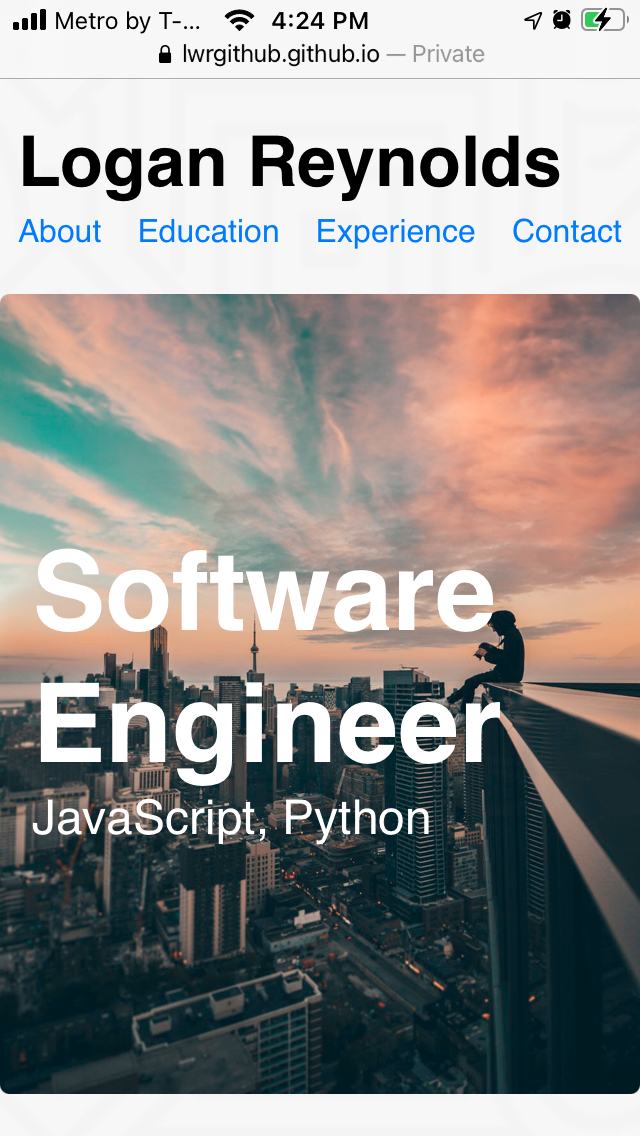 Metro by T-... 4:24 PM
lwrgithub.github.io — Private
Logan Reynolds
About Education Experience Contact
Software
Engineer
JavaScript, Python